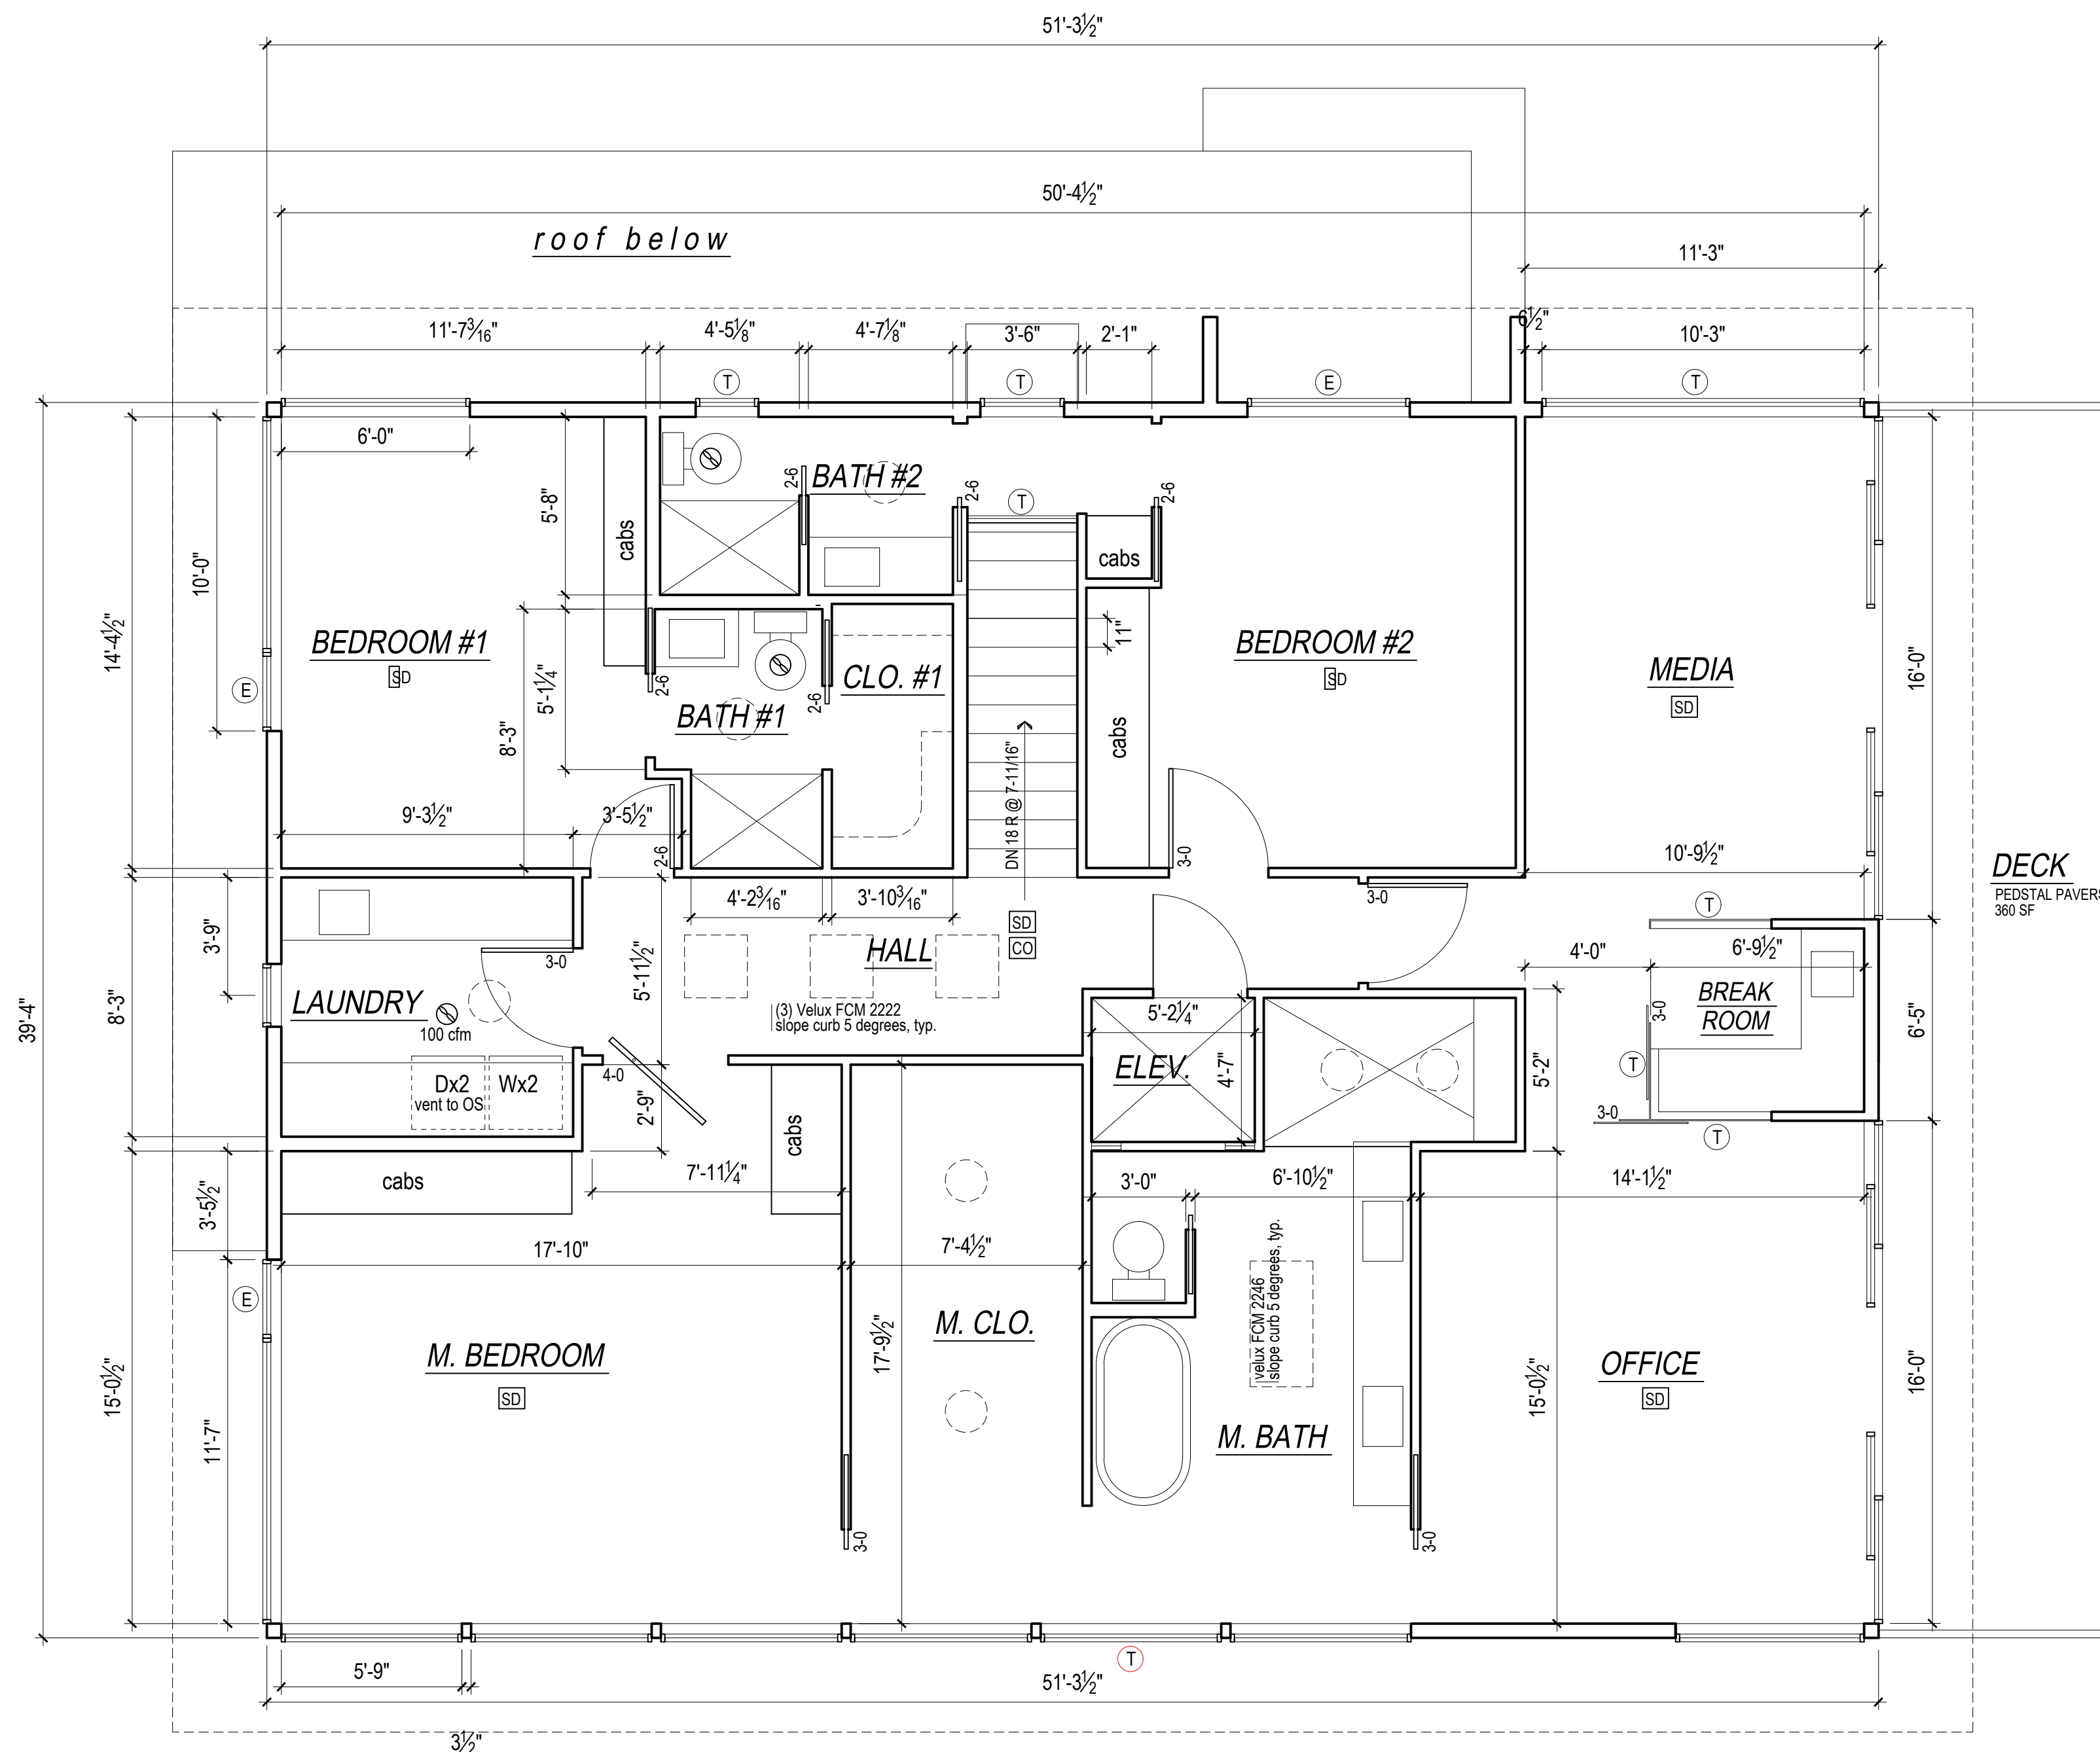 51'-3½"
50'-4½"
roof below
11'-3"
11'-7³⁄₁₆"
4'-5⅛"
4'-7⅛"
3'-6"
2'-1"
6½"
10'-3"
T
T
E
T
6'-0"
5'-8"
cabs
2-6
BATH #2
2-6
T
2-6
cabs
10'-0"
14'-4½"
BEDROOM #1
SD
E
5'-1¼"
8'-3"
2-6
BATH #1
2-6
CLO. #1
11"
cabs
DN 18 R @ 7-11/16"
BEDROOM #2
SD
MEDIA
SD
16'-0"
9'-3½"
3'-5½"
2-6
3-0
10'-9½"
DECK
PEDSTAL PAVERS
360 SF
4'-2³⁄₁₆"
3'-10³⁄₁₆"
3-0
T
SD
CO
3'-9"
3-0
5'-11½"
HALL
4'-0"
6'-9½"
39'-4"
8'-3"
LAUNDRY
100 cfm
(3) Velux FCM 2222
slope curb 5 degrees, typ.
5'-2¼"
BREAK
ROOM
3-0
6'-5"
Dx2
vent to OS
Wx2
4-0
2'-9"
ELEV.
4'-7"
5'-2"
T
3-0
T
cabs
cabs
7'-11¼"
3'-0"
6'-10½"
14'-1½"
3'-5½"
17'-10"
7'-4½"
E
velux FCM 2246
slope curb 5 degrees, typ.
M. BEDROOM
SD
M. CLO.
17'-9½"
15'-0½"
11'-7"
M. BATH
15'-0½"
OFFICE
SD
16'-0"
3-0
3-0
T
5'-9"
51'-3½"
3½"